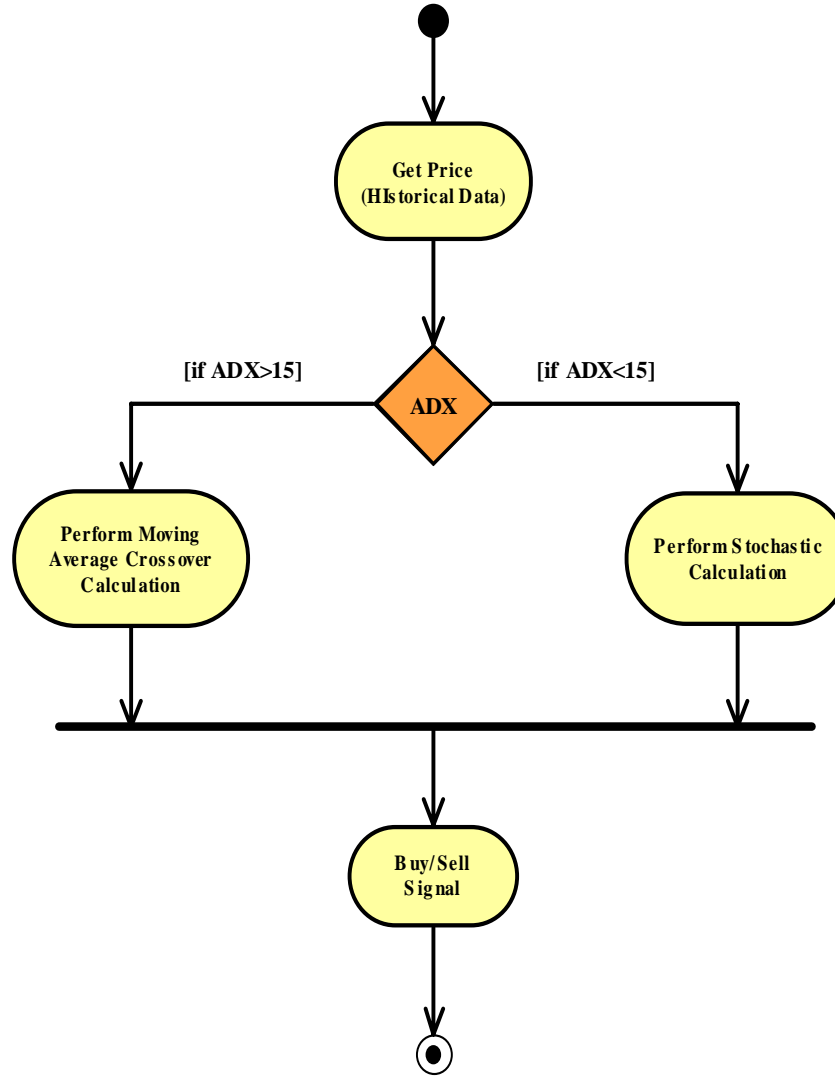 Get Price
(HIstorical Data)
[if ADX>15]
[if ADX<15]
ADX
Perform Moving
Average Crossover
Calculation
Perform Stochastic
Calculation
Buy/Sell
Signal